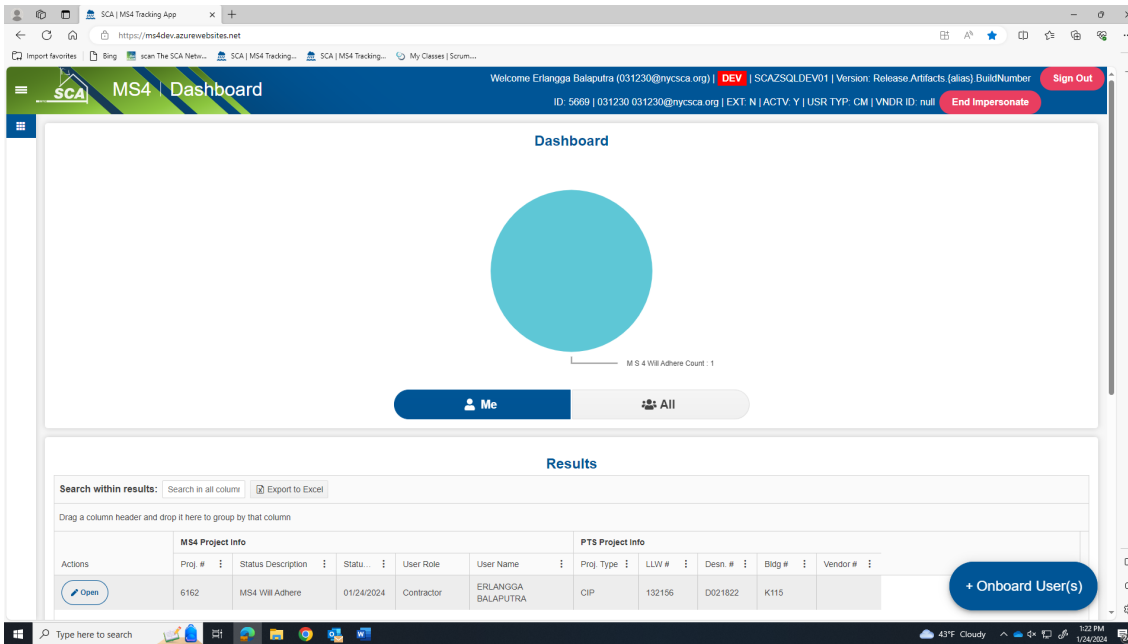 SCA | MS4 Tracking App
https://ms4dev.azurewebsites.net
Import favorites
Bing
scan The SCA Netw...
SCA | MS4 Tracking...
SCA | MS4 Tracking...
My Classes | Scrum....
SCA
MS4 | Dashboard
Welcome Erlangga Balaputra (031230@nycsca.org) | DEV | SCAZSQLDEV01 | Version: Release.Artifacts.{alias}.BuildNumber
Sign Out
ID: 5669 | 031230 031230@nycsca.org | EXT: N | ACTV: Y | USR TYP: CM | VNDR ID: null
End Impersonate
Dashboard
M S 4 Will Adhere Count : 1
Me
All
Results
Search within results:
Search in all column
Export to Excel
Drag a column header and drop it here to group by that column
MS4 Project Info
PTS Project Info
Actions
Proj. #
Status Description
Statu...
User Role
User Name
Proj. Type
LLW #
Desn. #
Bldg #
Vendor #
Open
6162
MS4 Will Adhere
01/24/2024
Contractor
ERLANGGA
BALAPUTRA
CIP
132156
D021822
K115
+ Onboard User(s)
Type here to search
43°F Cloudy
1:22 PM
1/24/2024